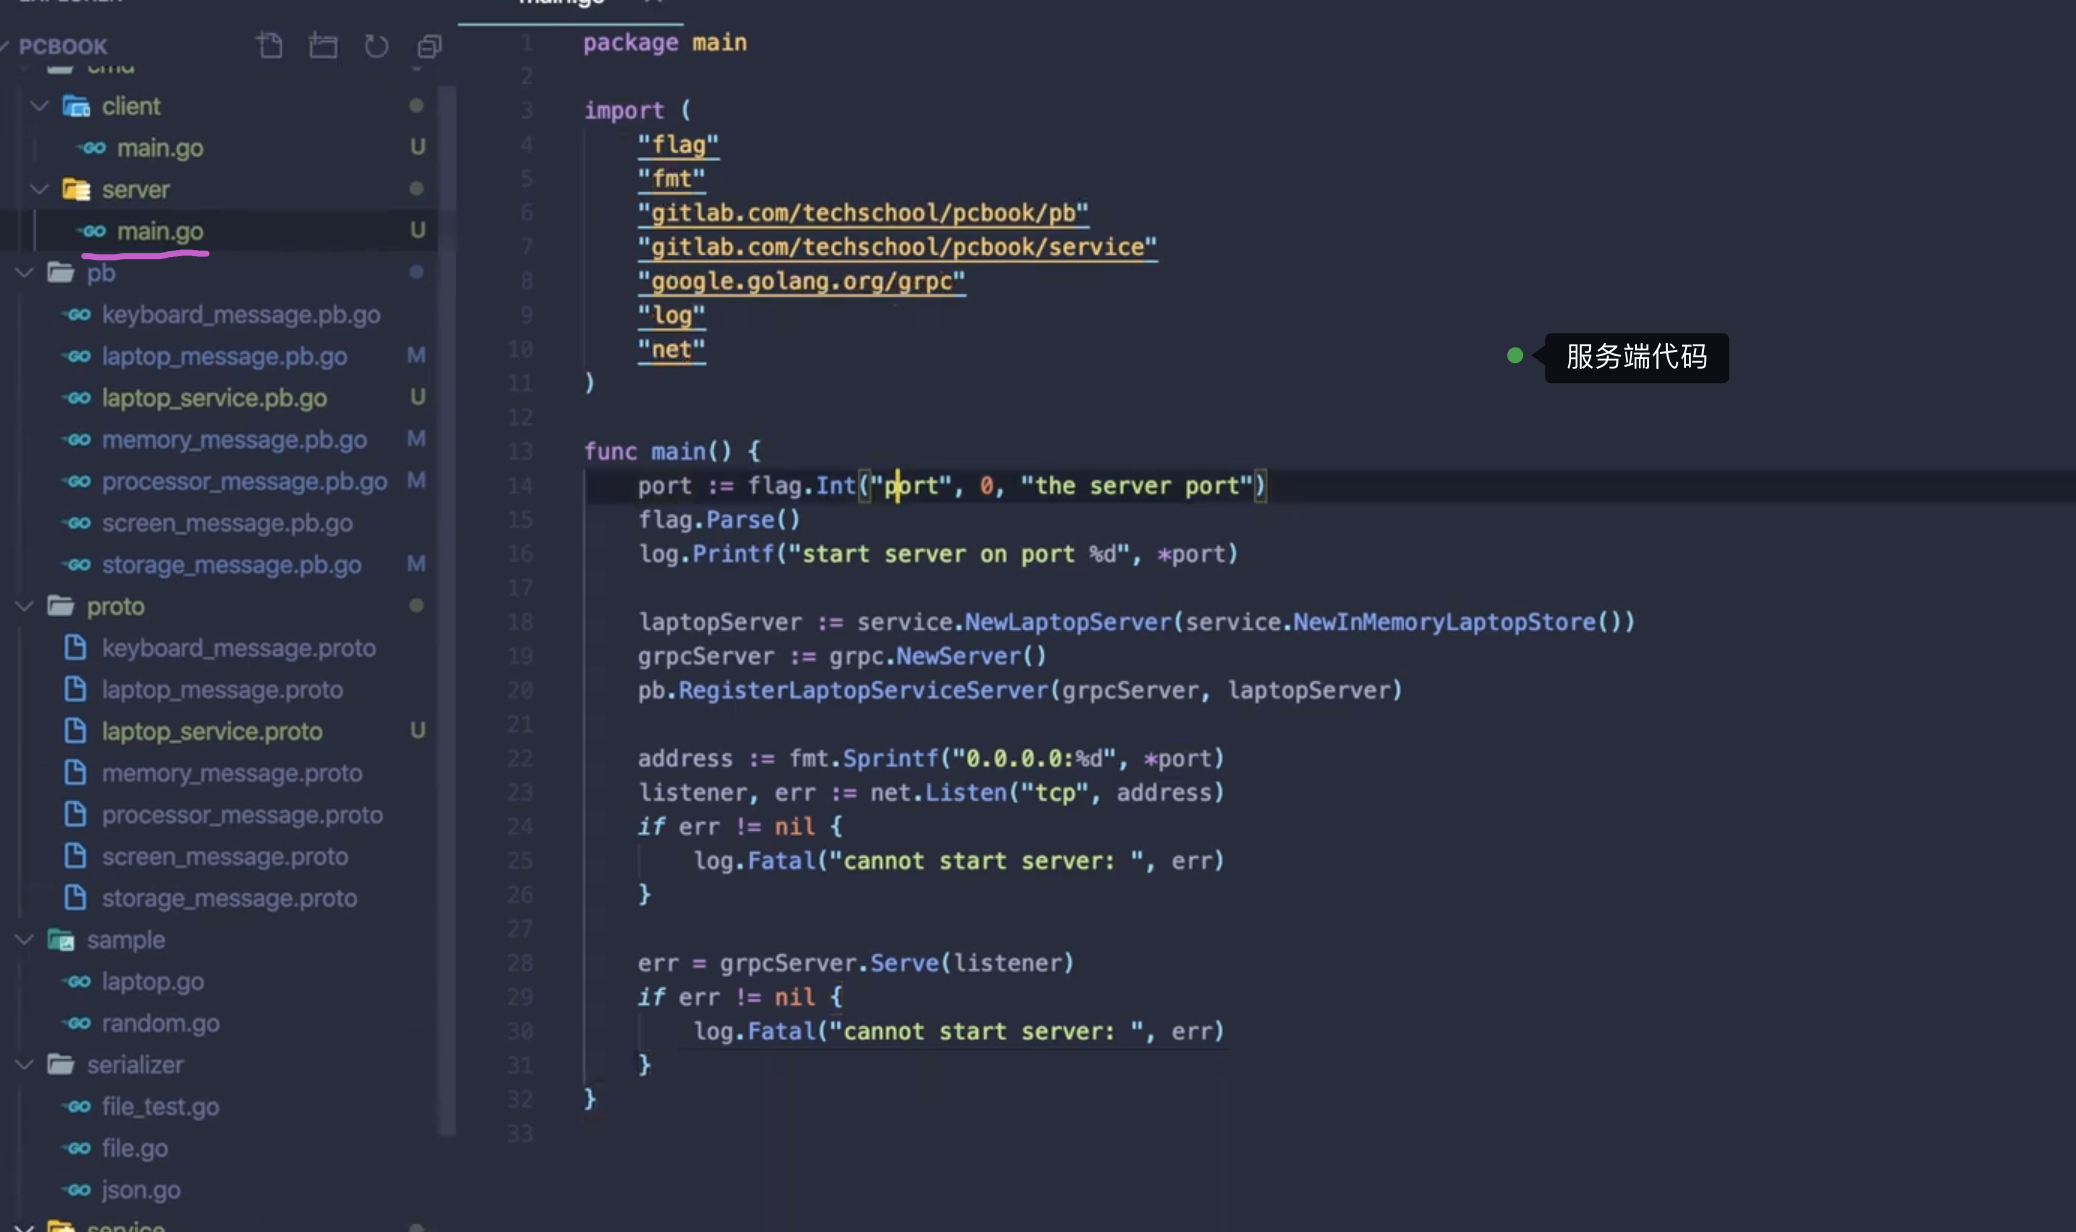 PCBOOK
cmd
client
main.go U
server
main.go U
pb
keyboard_message.pb.go
laptop_message.pb.go M
laptop_service.pb.go U
memory_message.pb.go M
processor_message.pb.go M
screen_message.pb.go
storage_message.pb.go M
proto
keyboard_message.proto
laptop_message.proto
laptop_service.proto U
memory_message.proto
processor_message.proto
screen_message.proto
storage_message.proto
sample
laptop.go
random.go
serializer
file_test.go
file.go
json.go
service
main.go
1 package main
2
3 import (
4 "flag"
5 "fmt"
6 "gitlab.com/techschool/pcbook/pb"
7 "gitlab.com/techschool/pcbook/service"
8 "google.golang.org/grpc"
9 "log"
10 "net"
11 )
12
13 func main() {
14 port := flag.Int("port", 0, "the server port")
15 flag.Parse()
16 log.Printf("start server on port %d", *port)
17
18 laptopServer := service.NewLaptopServer(service.NewInMemoryLaptopStore())
19 grpcServer := grpc.NewServer()
20 pb.RegisterLaptopServiceServer(grpcServer, laptopServer)
21
22 address := fmt.Sprintf("0.0.0.0:%d", *port)
23 listener, err := net.Listen("tcp", address)
24 if err != nil {
25 log.Fatal("cannot start server: ", err)
26 }
27
28 err = grpcServer.Serve(listener)
29 if err != nil {
30 log.Fatal("cannot start server: ", err)
31 }
32 }
33
服务端代码